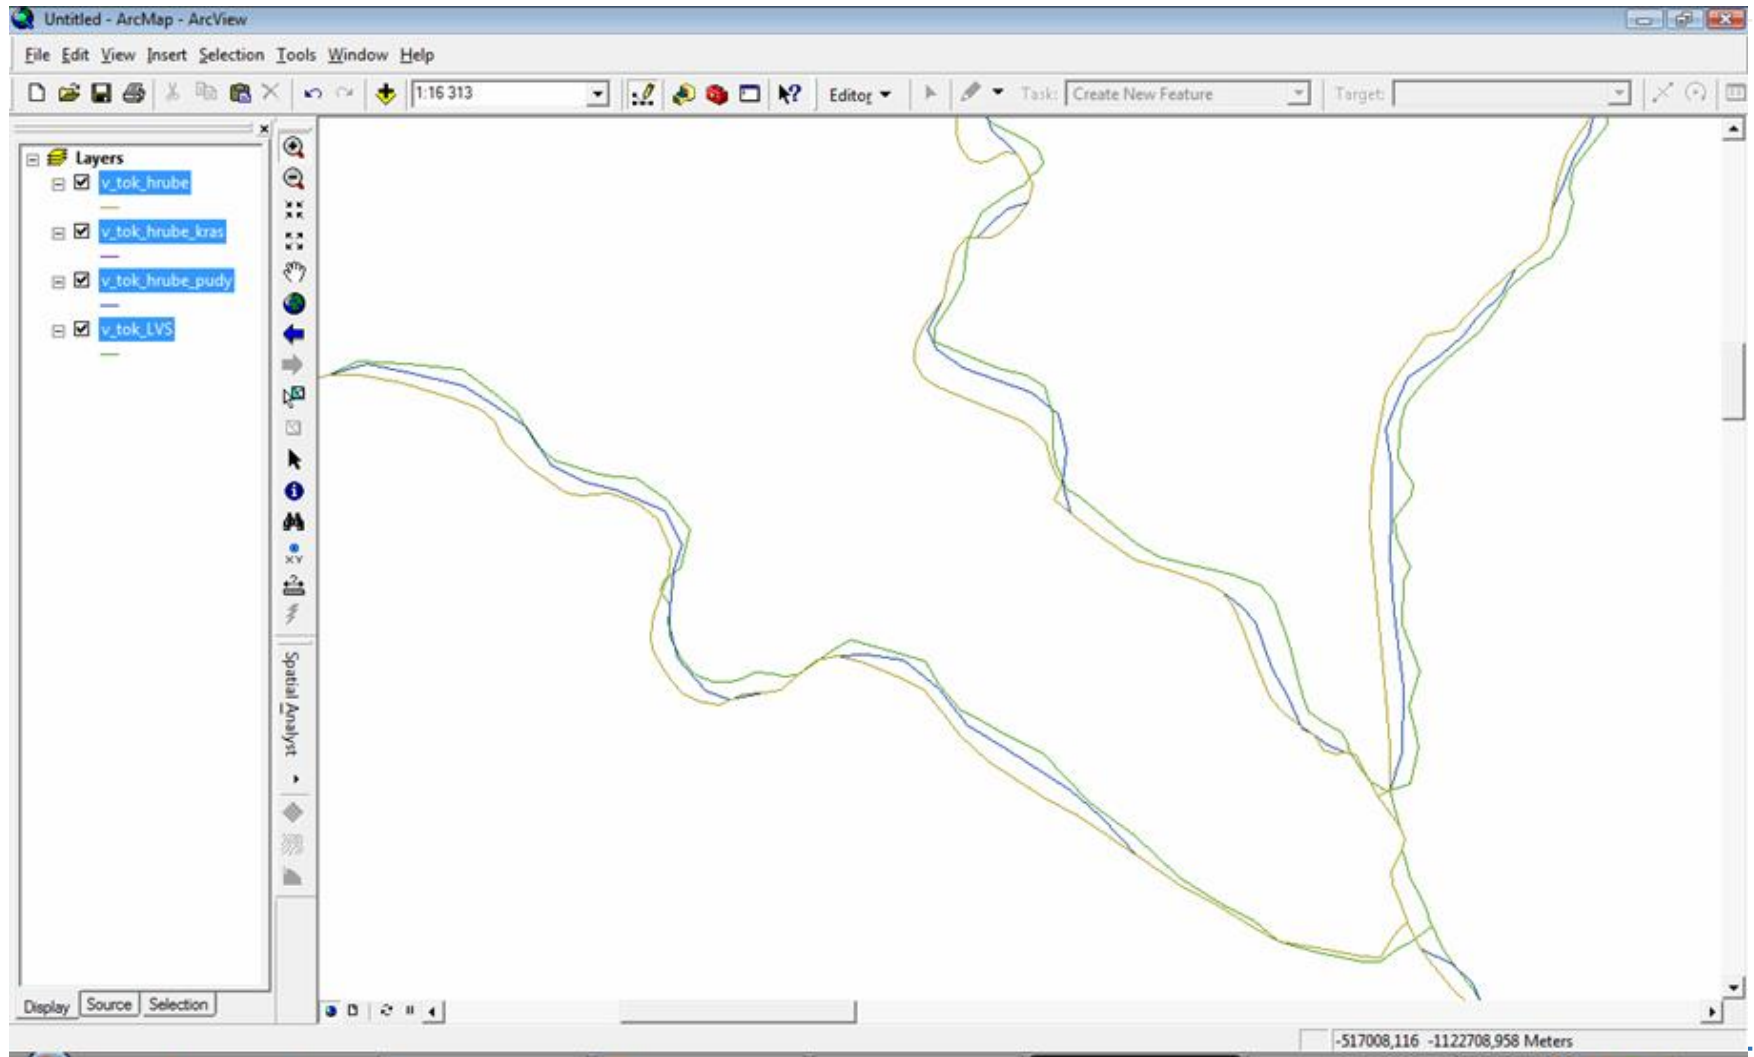 Untitled - ArcMap - ArcView
File Edit View Insert Selection Tools Window Help
1:16 313 Editor Task: Create New Feature Target:
Layers
v_tok_hrube
v_tok_hrube_kras
v_tok_hrube_pudy
v_tok_LVS
XY
Spatial Analyst
Display Source Selection
-517008,116 -1122708,958 Meters